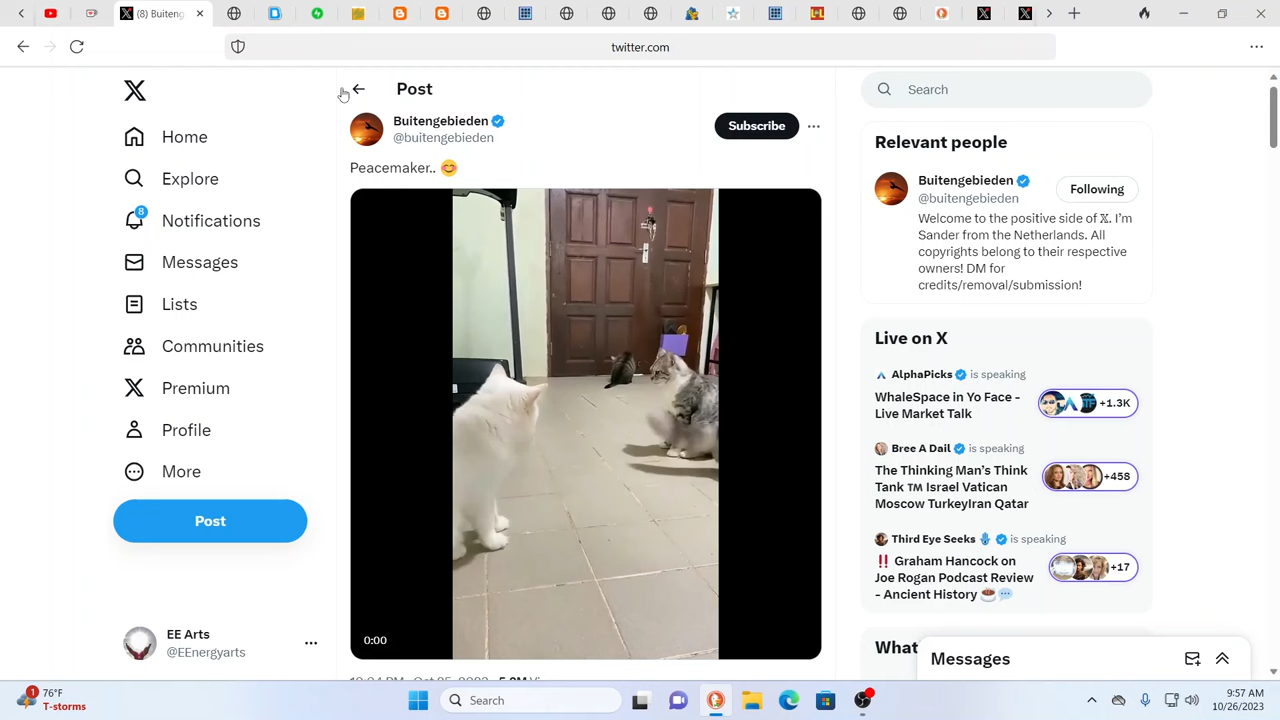 (8) Buiteng
twitter.com
Home
Explore
8
Notifications
Messages
Lists
Communities
Premium
Profile
More
Post
EE Arts
@EEnergyarts
Post
Buitengebieden
@buitengebieden
Subscribe
Peacemaker.. 😊
0:00
Search
Relevant people
Buitengebieden
@buitengebieden
Following
Welcome to the positive side of 𝕏. I'm
Sander from the Netherlands. All
copyrights belong to their respective
owners! DM for
credits/removal/submission!
Live on X
AlphaPicks is speaking
WhaleSpace in Yo Face -
Live Market Talk
+1.3K
Bree A Dail is speaking
The Thinking Man's Think
Tank ™ Israel Vatican
Moscow TurkeyIran Qatar
+458
Third Eye Seeks is speaking
‼️ Graham Hancock on
Joe Rogan Podcast Review
- Ancient History ☕💬
+17
What
Messages
1
76°F
T-storms
Search
:57 AM
10/26/2023